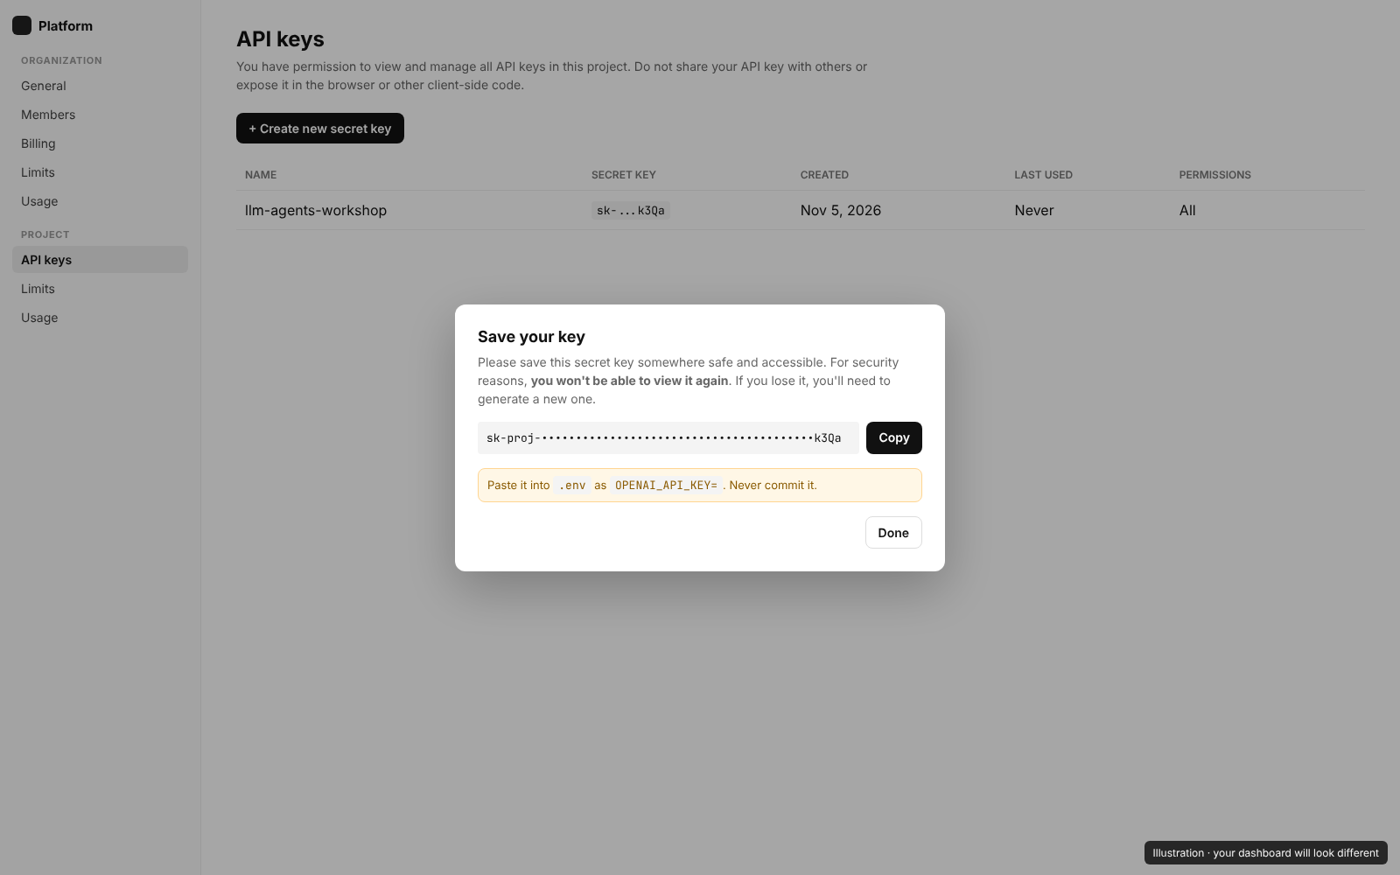 Platform
ORGANIZATION
General
Members
Billing
Limits
Usage
PROJECT
API keys
Limits
Usage
API keys
You have permission to view and manage all API keys in this project. Do not share your API key with others or
expose it in the browser or other client-side code.
+ Create new secret key
NAME SECRET KEY CREATED LAST USED PERMISSIONS
llm-agents-workshop sk-...k3Qa Nov 5, 2026 Never All
Save your key
Please save this secret key somewhere safe and accessible. For security
reasons, you won't be able to view it again. If you lose it, you'll need to
generate a new one.
sk-proj-••••••••••••••••••••••••••••••••••••••••k3Qa Copy
Paste it into .env as OPENAI_API_KEY= . Never commit it.
Done
Illustration · your dashboard will look different